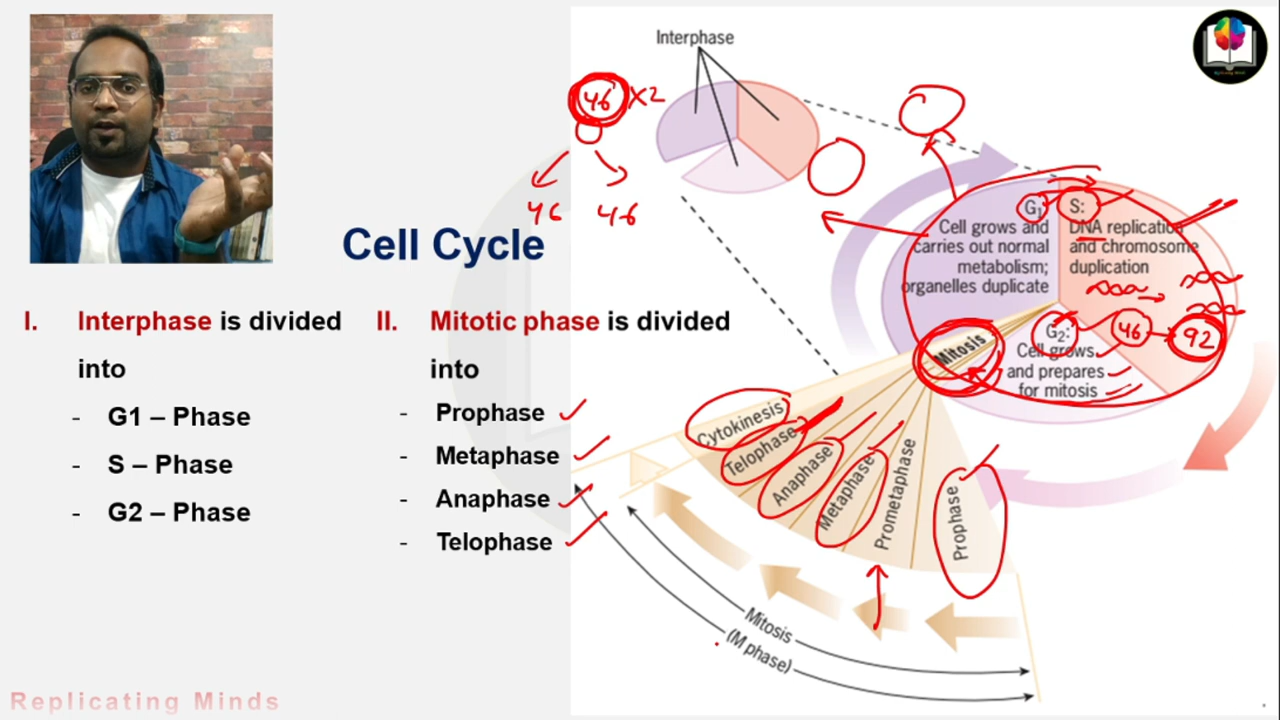 Interphase
46 X2
46 46
Cell Cycle
I. Interphase is divided
into
- G1 – Phase
- S – Phase
- G2 – Phase
II. Mitotic phase is divided
into
- Prophase
- Metaphase
- Anaphase
- Telophase
G1
Cell grows and
carries out normal
metabolism;
organelles duplicate
S:
DNA replication
and chromosome
duplication
G2:
Cell grows
and prepares
for mitosis
46
92
Mitosis
Cytokinesis
Telophase
Anaphase
Metaphase
Prometaphase
Prophase
Mitosis
(M phase)
Replicating Minds